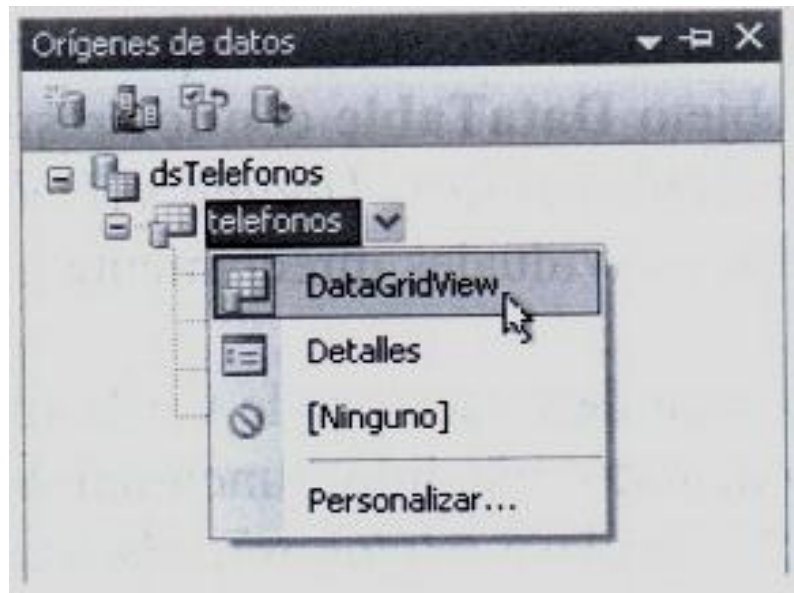 Orígenes de datos
dsTelefonos
telefonos
DataGridView
Detalles
[Ninguno]
Personalizar...